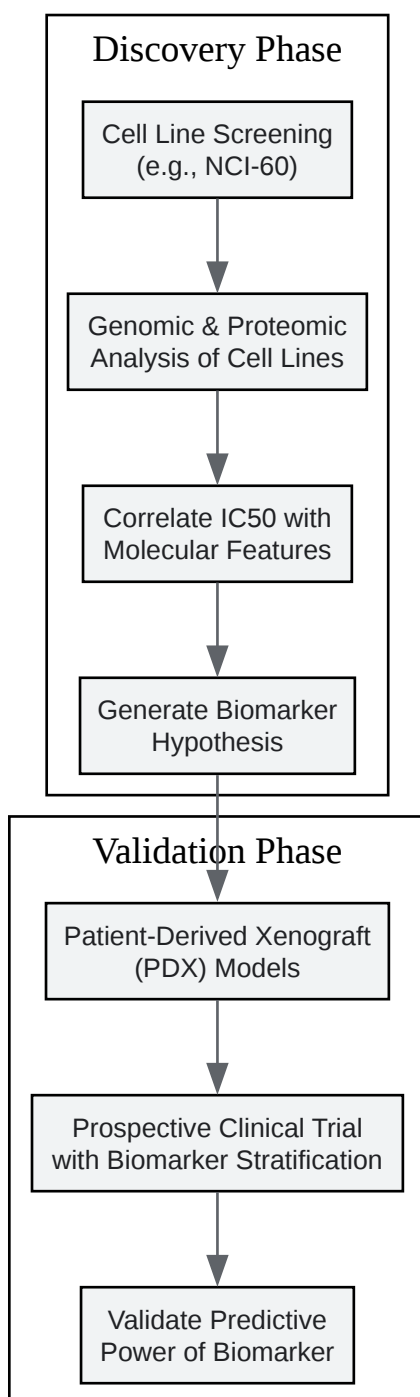 Discovery Phase
Cell Line Screening
(e.g., NCI-60)
Genomic & Proteomic
Analysis of Cell Lines
Correlate IC50 with
Molecular Features
Generate Biomarker
Hypothesis
Validation Phase
Patient-Derived Xenograft
(PDX) Models
Prospective Clinical Trial
with Biomarker Stratification
Validate Predictive
Power of Biomarker